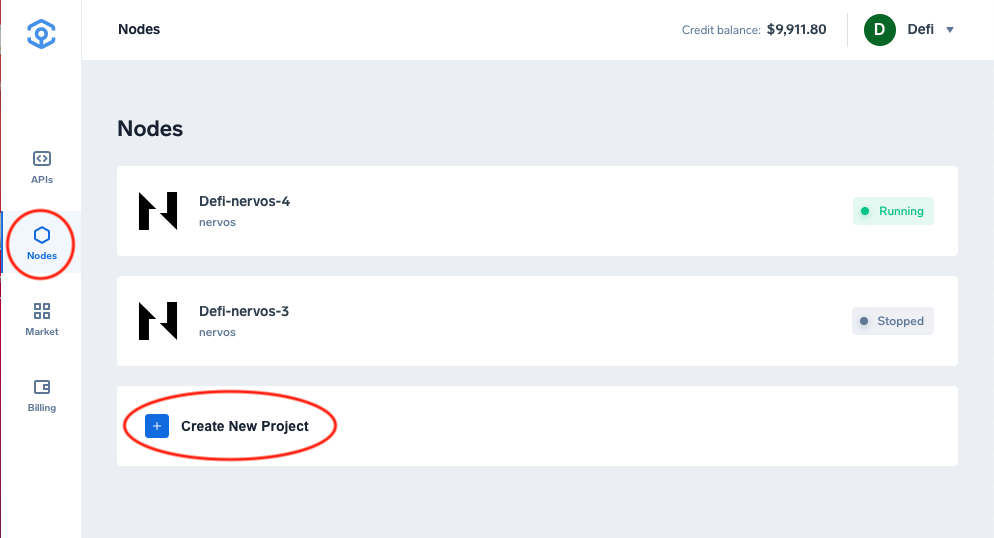 Nodes
Credit balance: $9,911.80
D
Defi
APIs
Nodes
Market
Billing
Nodes
Defi-nervos-4
nervos
Running
Defi-nervos-3
nervos
Stopped
+ Create New Project